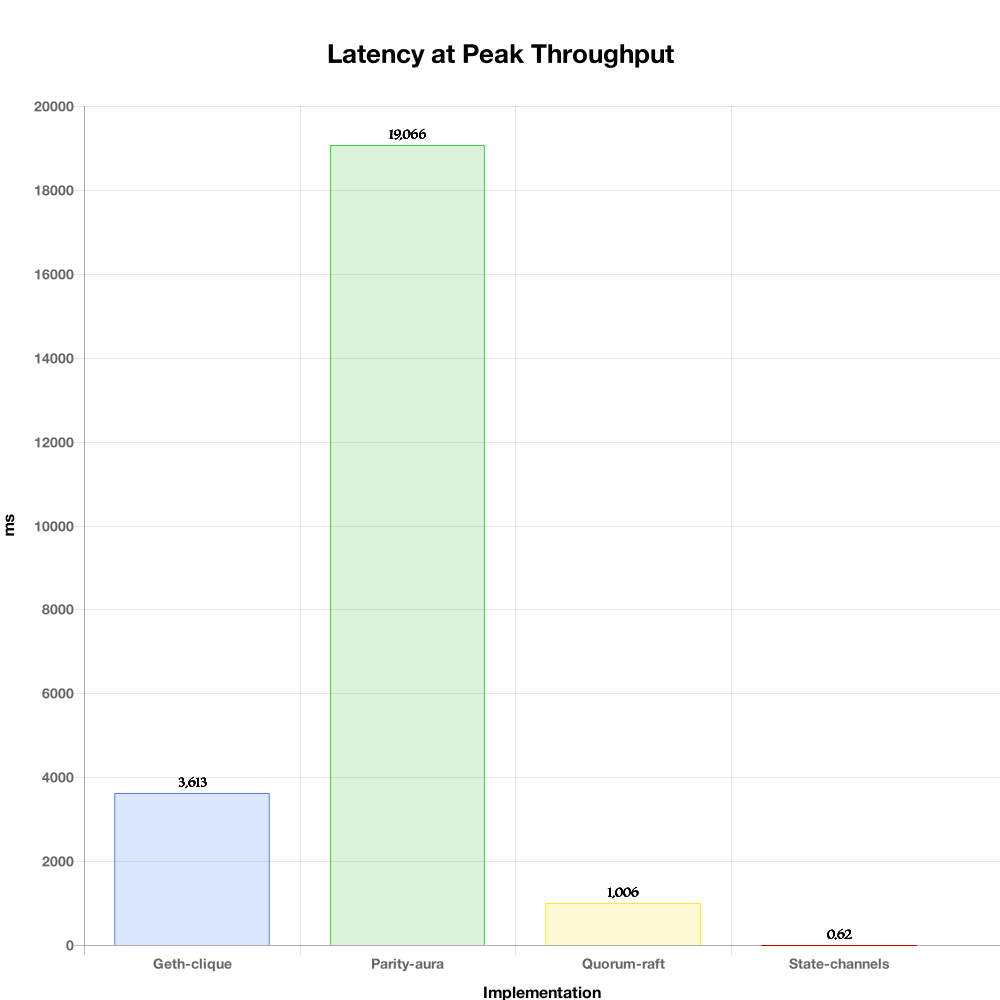 Latency at Peak Throughput
20000
18000
16000
14000
12000
10000
8000
6000
4000
2000
0
ms
19,066
3,613
1,006
0.62
Geth-clique
Parity-aura
Quorum-raft
State-channels
Implementation